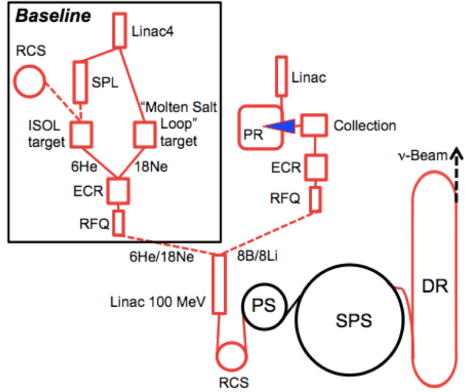 Baseline
Linac4
RCS
SPL
Linac
"Molten Salt
Loop"
target
ISOL
target
PR
Collection
6He
18Ne
ECR
ECR
ν-Beam
RFQ
RFQ
6He/18Ne
8B/8Li
Linac 100 MeV
PS
SPS
DR
RCS